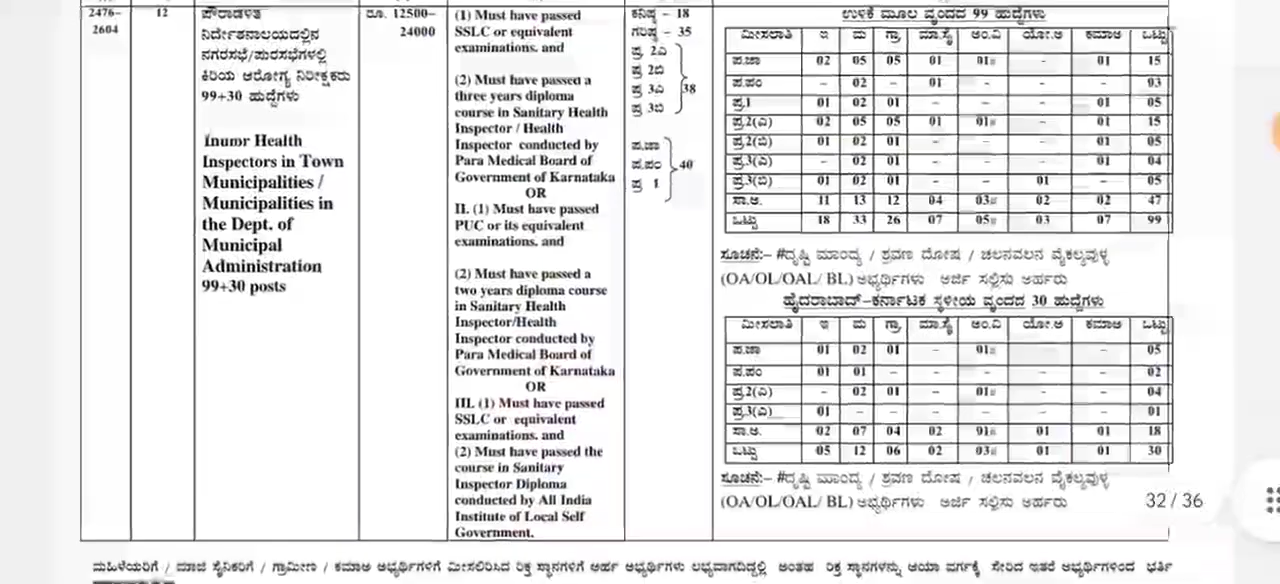 2476-
2604
12
ಪೌರಾಡಳಿತ
ನಿರ್ದೇಶನಾಲಯದಲ್ಲಿನ
ನಗರಸಭೆ/ಪುರಸಭೆಗಳಲ್ಲಿ
ಕಿರಿಯ ಆರೋಗ್ಯ ನಿರೀಕ್ಷಕರು
99+30 ಹುದ್ದೆಗಳು
Health
Inspectors in Town
Municipalities /
Municipalities in
the Dept. of
Municipal
Administration
99+30 posts
ರೂ. 12500-
24000
(1) Must have passed
SSLC or equivalent
examinations. and
(2) Must have passed a
three years diploma
course in Sanitary Health
Inspector / Health
Inspector conducted by
Para Medical Board of
Government of Karnataka
OR
II. (1) Must have passed
PUC or its equivalent
examinations. and
(2) Must have passed a
two years diploma course
in Sanitary Health
Inspector/Health
Inspector conducted by
Para Medical Board of
Government of Karnataka
OR
III. (1) Must have passed
SSLC or equivalent
examinations. and
(2) Must have passed the
course in Sanitary
Inspector Diploma
conducted by All India
Institute of Local Self
Government.
ಕನಿಷ್ಠ - 18
ಗರಿಷ್ಠ - 35
ಪ್ರ 2ಎ
ಪ್ರ 2ಬಿ
ಪ್ರ 3ಎ
ಪ್ರ 3ಬಿ
38
ಪ.ಜಾ
ಪ.ಪಂ
ಪ್ರ 1
40
ಉಳಿಕೆ ಮೂಲ ವೃಂದದ 99 ಹುದ್ದೆಗಳು
ಮೀಸಲಾತಿ ಇ ಮ ಗ್ರಾ ಮಾ.ಸೈ ಅಂ.ವಿ ಯೋ.ಅ ಕಮಾಅ ಒಟ್ಟು
ಪ.ಜಾ 02 05 05 01 01# - 01 15
ಪ.ಪಂ - 02 - 01 - - - 03
ಪ್ರ.1 01 02 01 - - - 01 05
ಪ್ರ.2(ಎ) 02 05 05 01 01# - 01 15
ಪ್ರ.2(ಬಿ) 01 02 01 - - - 01 05
ಪ್ರ.3(ಎ) - 02 01 - - - 01 04
ಪ್ರ.3(ಬಿ) 01 02 01 - - 01 - 05
ಸಾ.ಅ. 11 13 12 04 03# 02 02 47
ಒಟ್ಟು 18 33 26 07 05# 03 07 99
ಸೂಚನೆ:- #ದೃಷ್ಟಿ ಮಾಂದ್ಯ / ಶ್ರವಣ ದೋಷ / ಚಲನವಲನ ವೈಕಲ್ಯವುಳ್ಳ
(OA/OL/OAL/ BL) ಅಭ್ಯರ್ಥಿಗಳು ಅರ್ಜಿ ಸಲ್ಲಿಸು ಅರ್ಹರು
ಹೈದರಾಬಾದ್-ಕರ್ನಾಟಕ ಸ್ಥಳೀಯ ವೃಂದದ 30 ಹುದ್ದೆಗಳು
ಮೀಸಲಾತಿ ಇ ಮ ಗ್ರಾ ಮಾ.ಸೈ ಅಂ.ವಿ ಯೋ.ಅ ಕಮಾಅ ಒಟ್ಟು
ಪ.ಜಾ 01 02 01 - 01# - 05
ಪ.ಪಂ 01 01 - - - - 02
ಪ್ರ.2(ಎ) - 02 01 - 01# - - 04
ಪ್ರ.3(ಎ) 01 - - - - - - 01
ಸಾ.ಅ. 02 07 04 02 01# 01 01 18
ಒಟ್ಟು 05 12 06 02 03# 01 01 30
ಸೂಚನೆ:- #ದೃಷ್ಟಿ ಮಾಂದ್ಯ / ಶ್ರವಣ ದೋಷ / ಚಲನವಲನ ವೈಕಲ್ಯವುಳ್ಳ
(OA/OL/OAL/ BL) ಅಭ್ಯರ್ಥಿಗಳು ಅರ್ಜಿ ಸಲ್ಲಿಸು ಅರ್ಹರು
32 / 36
ಮಹಿಳೆಯರಿಗೆ / ಮಾಜಿ ಸೈನಿಕರಿಗೆ / ಗ್ರಾಮೀಣ / ಕಮಾಅ ಅಭ್ಯರ್ಥಿಗಳಿಗೆ ಮೀಸಲಿರಿಸಿದ ರಿಕ್ತ ಸ್ಥಾನಗಳಿಗೆ ಅರ್ಹ ಅಭ್ಯರ್ಥಿಗಳು ಲಭ್ಯವಾಗದಿದ್ದಲ್ಲಿ ಅಂತಹ ರಿಕ್ತ ಸ್ಥಾನಗಳನ್ನು ಆಯಾ ವರ್ಗಕ್ಕೆ ಸೇರಿದ ಇತರೆ ಅಭ್ಯರ್ಥಿಗಳಿಂದ ಭರ್ತಿ